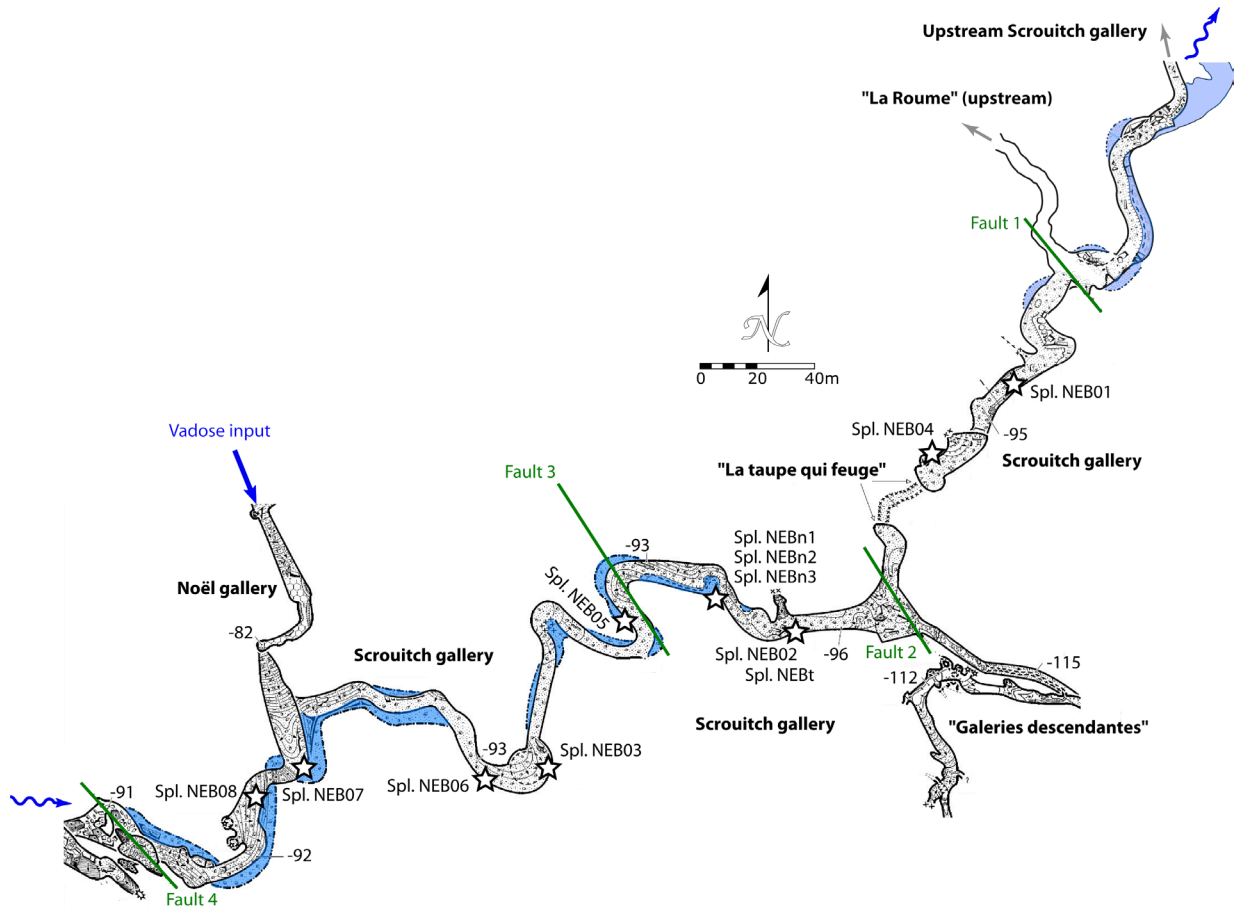 Upstream Scrouitch gallery
"La Roume" (upstream)
Fault 1
N
0 20 40m
Spl. NEB01
-95
Spl. NEB04
Scrouitch gallery
"La taupe qui feuge"
Vadose input
Fault 3
-93
Spl. NEBn1
Spl. NEBn2
Spl. NEBn3
Spl. NEB05
Noël gallery
-82
Scrouitch gallery
Spl. NEB02
Spl. NEBt
-96
Fault 2
-115
-112
Scrouitch gallery
"Galeries descendantes"
-93
Spl. NEB03
Spl. NEB06
-91
Spl. NEB08
Spl. NEB07
-92
Fault 4